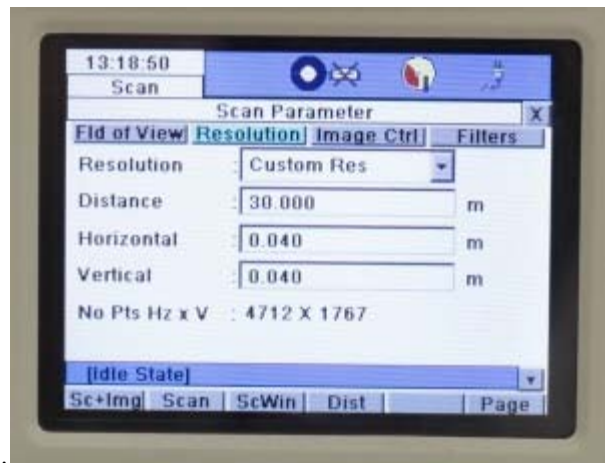 13:18:50
Scan
Scan Parameter X
Fld of View Resolution Image Ctrl Filters
Resolution : Custom Res
Distance : 30.000 m
Horizontal : 0.040 m
Vertical : 0.040 m
No Pts Hz x V : 4712 X 1767
[Idle State]
Sc+Img Scan ScWin Dist Page